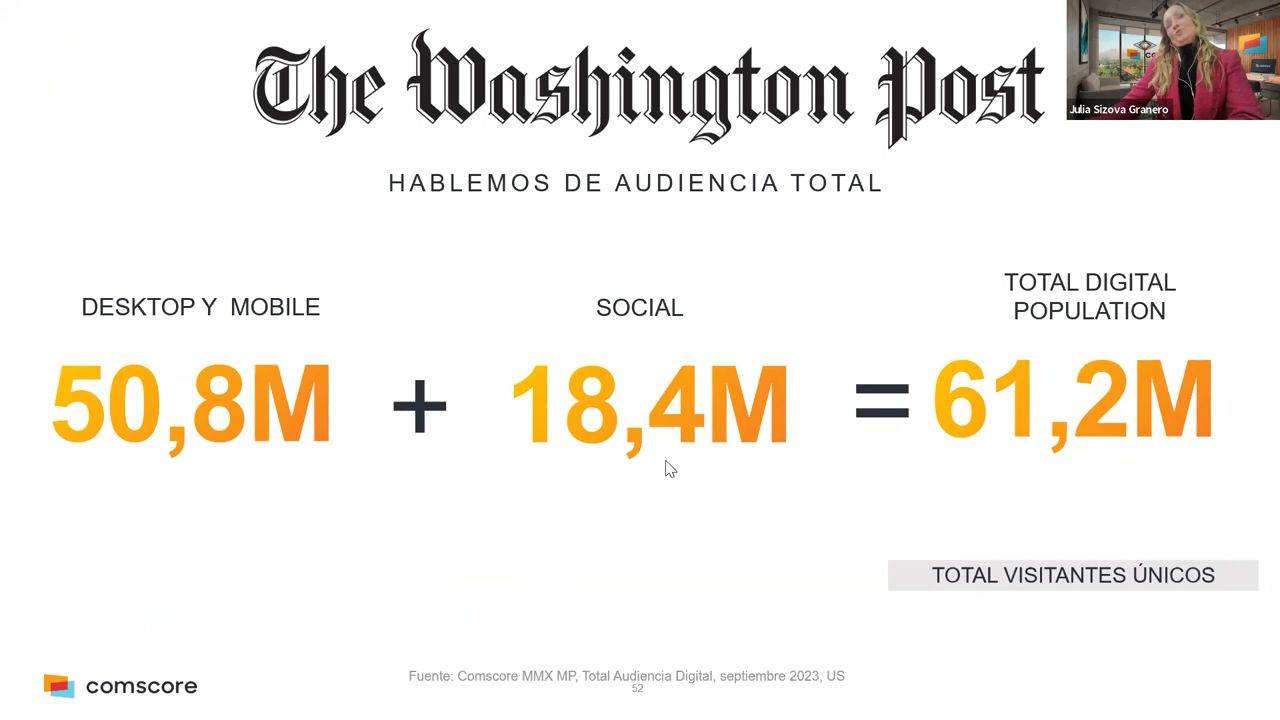 The Washington Post
Julia Sizova Granero
HABLEMOS DE AUDIENCIA TOTAL
DESKTOP Y MOBILE
50,8M
+
SOCIAL
18,4M
=
TOTAL DIGITAL
POPULATION
61,2M
TOTAL VISITANTES ÚNICOS
comscore
Fuente: Comscore MMX MP, Total Audiencia Digital, septiembre 2023, US
52